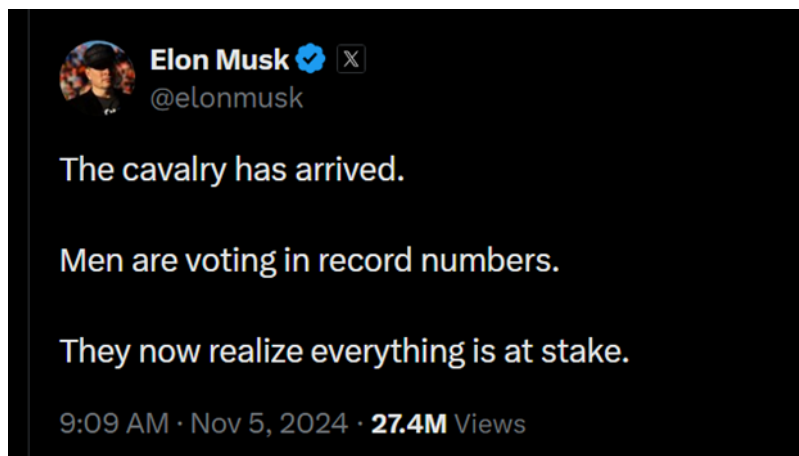 Elon Musk 𝕏
@elonmusk
The cavalry has arrived.
Men are voting in record numbers.
They now realize everything is at stake.
9:09 AM · Nov 5, 2024 · 27.4M Views